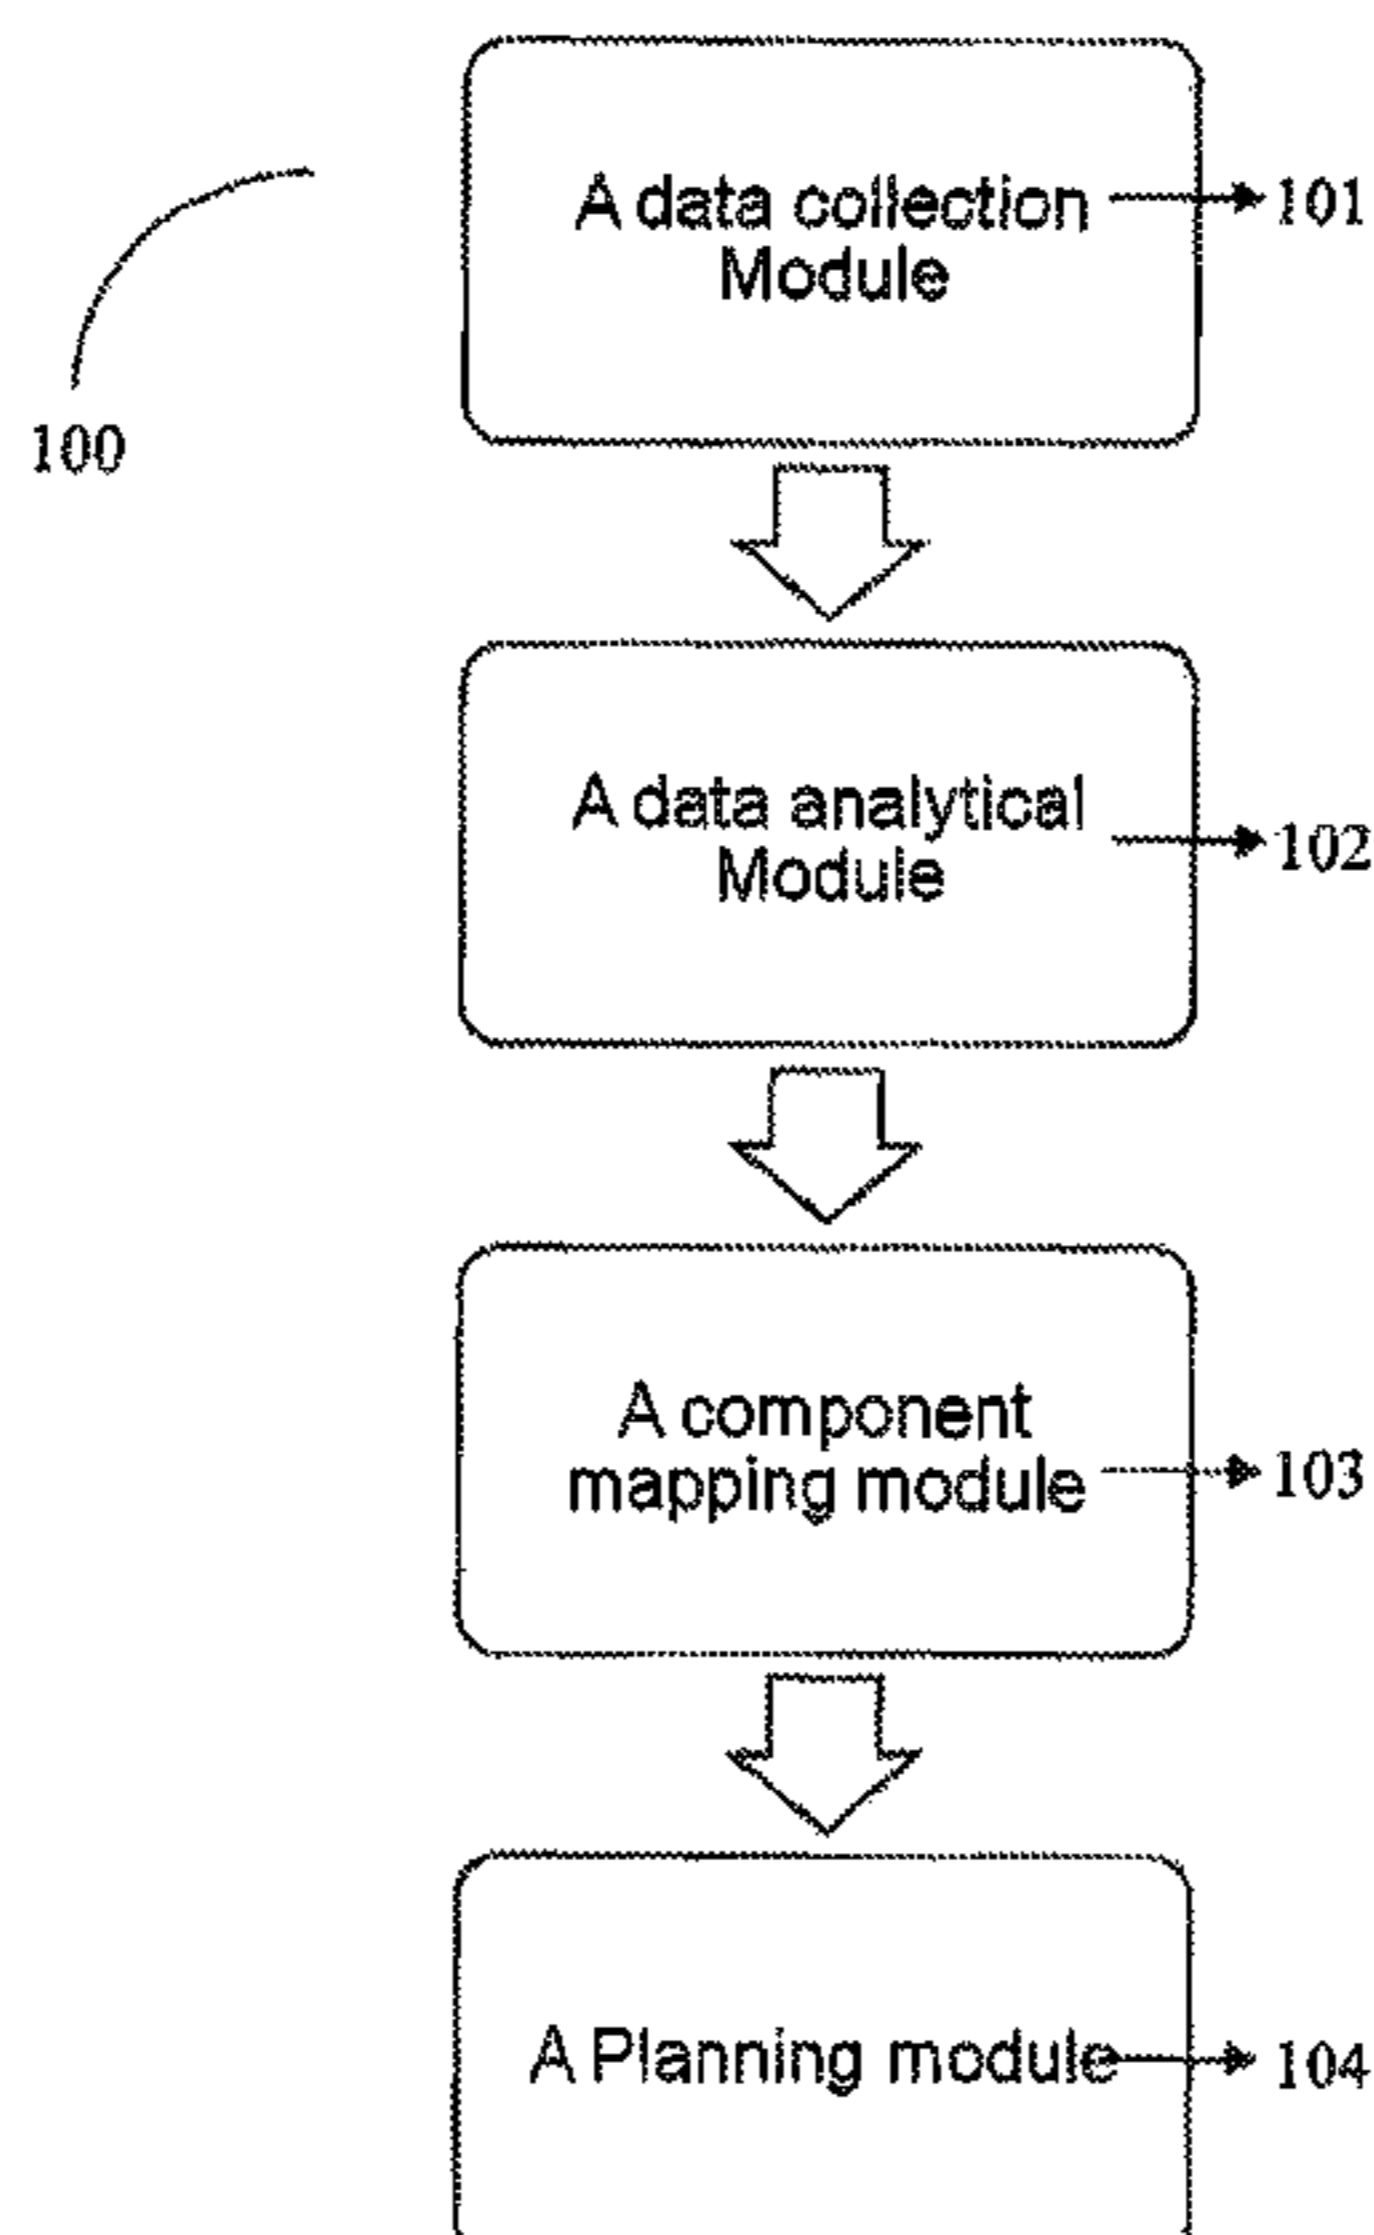 A data collection
Module
101
100
A data analytical
Module
102
A component
mapping module
103
A Planning module
104